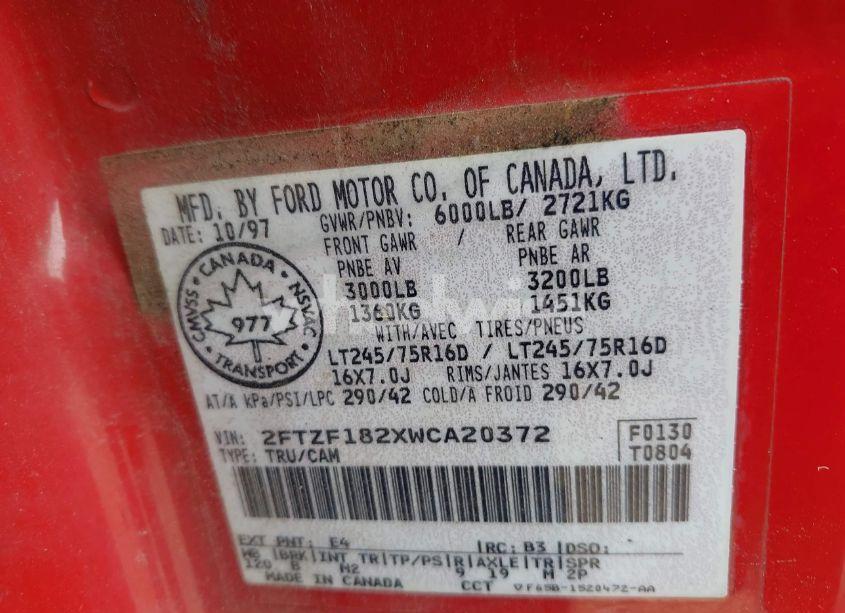 MFD. BY FORD MOTOR CO. OF CANADA, LTD.
DATE: 10/97 GVWR/PNBV: 6000LB/ 2721KG
FRONT GAWR / REAR GAWR
PNBE AV PNBE AR
3000LB 3200LB
1360KG 1451KG
WITH/AVEC TIRES/PNEUS
LT245/75R16D / LT245/75R16D
16X7.0J RIMS/JANTES 16X7.0J
AT/A kPa/PSI/LPC 290/42 COLD/A FROID 290/42
CANADA
CMVSS NSVAC
977
TRANSPORT
VIN: 2FTZF182XWCA20372
TYPE: TRU/CAM
F0130
T0804
EXT PNT: E4 RC: B3 DSO:
WB BRK INT TR TP/PS R AXLE TR SPR
120 B M2 9 19 M 2P
MADE IN CANADA CCT F65B-1520472-AA